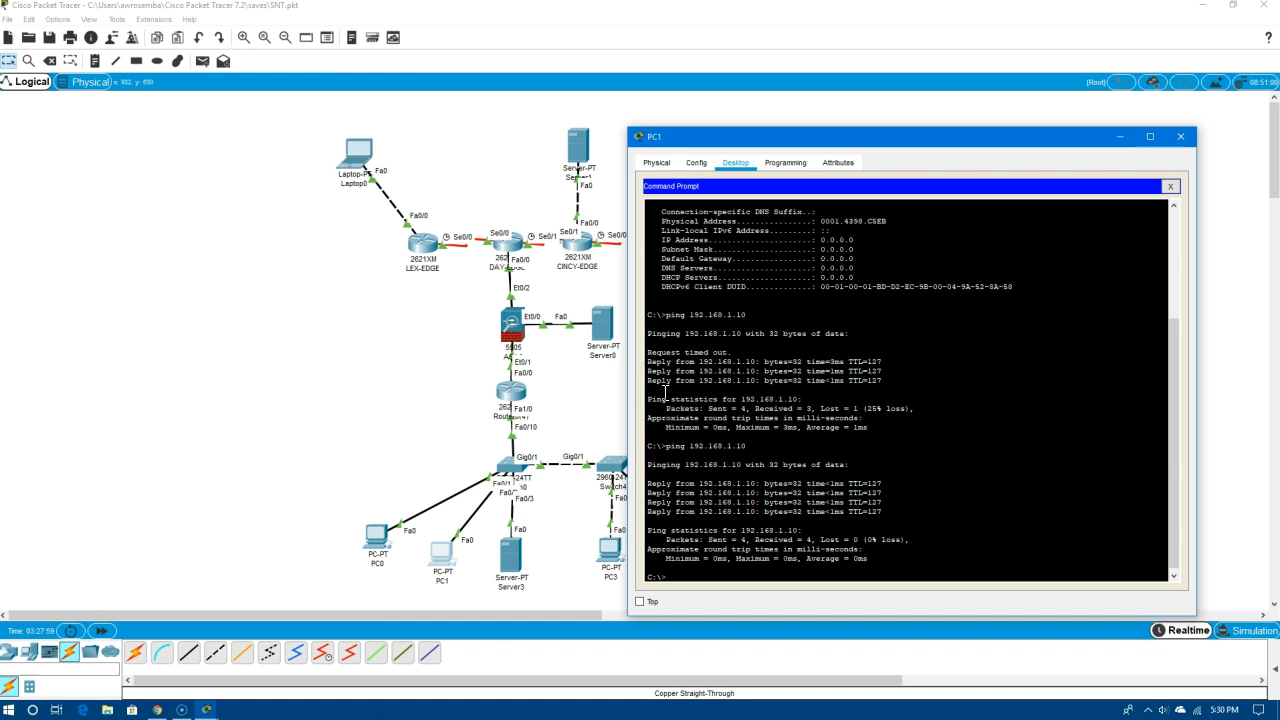 Cisco Packet Tracer - C:\Users\awrosemba\Cisco Packet Tracer 7.2\saves\SNT.pkt
File Edit Options View Tools Extensions Help
?
Logical Physical x: 932, y: 630 [Root] 08:51:00
PC1
Physical Config Desktop Programming Attributes
Command Prompt X
Connection-specific DNS Suffix..:
Physical Address................: 0001.4398.C5EB
Link-local IPv6 Address.........: ::
IP Address......................: 0.0.0.0
Subnet Mask.....................: 0.0.0.0
Default Gateway.................: 0.0.0.0
DNS Servers.....................: 0.0.0.0
DHCP Servers....................: 0.0.0.0
DHCPv6 Client DUID..............: 00-01-00-01-BD-D2-EC-9B-00-04-9A-52-8A-58
C:\>ping 192.168.1.10
Pinging 192.168.1.10 with 32 bytes of data:
Request timed out.
Reply from 192.168.1.10: bytes=32 time=3ms TTL=127
Reply from 192.168.1.10: bytes=32 time=1ms TTL=127
Reply from 192.168.1.10: bytes=32 time<1ms TTL=127
Ping statistics for 192.168.1.10:
Packets: Sent = 4, Received = 3, Lost = 1 (25% loss),
Approximate round trip times in milli-seconds:
Minimum = 0ms, Maximum = 3ms, Average = 1ms
C:\>ping 192.168.1.10
Pinging 192.168.1.10 with 32 bytes of data:
Reply from 192.168.1.10: bytes=32 time<1ms TTL=127
Reply from 192.168.1.10: bytes=32 time<1ms TTL=127
Reply from 192.168.1.10: bytes=32 time<1ms TTL=127
Reply from 192.168.1.10: bytes=32 time<1ms TTL=127
Ping statistics for 192.168.1.10:
Packets: Sent = 4, Received = 4, Lost = 0 (0% loss),
Approximate round trip times in milli-seconds:
Minimum = 0ms, Maximum = 0ms, Average = 0ms
C:\>
Top
Fa0
Laptop0
Server-PT
Fa0
Fa0/0
Fa0/0
Se0/0
Se0/0
Se0/1
Se0/1
Se0/0
2621XM
LEX-EDGE
Fa0/0
2621XM
CINCY-EDGE
Et0/2
Et0/0
Fa0
Server-PT
Server0
5505
Et0/1
Fa0/0
Fa1/0
Fa0/10
Gig0/1
Gig0/1
Fa0/1
Fa0/3
Fa0
PC-PT
PC0
Fa0
PC-PT
PC1
Fa0
Server-PT
Server3
Fa0
PC-PT
PC3
Time: 03:27:59 Realtime Simulation
Copper Straight-Through
5:30 PM